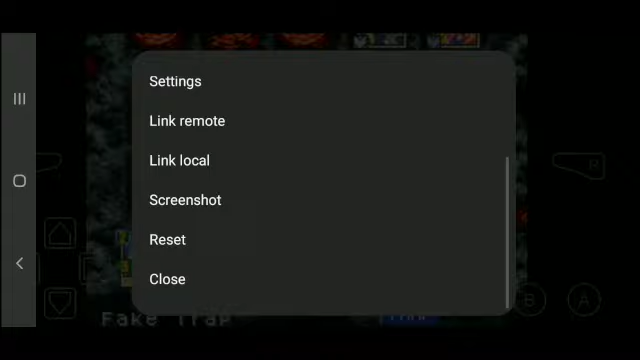 Settings
Link remote
Link local
Screenshot
R
Reset
Close
B
A
Fake Trap